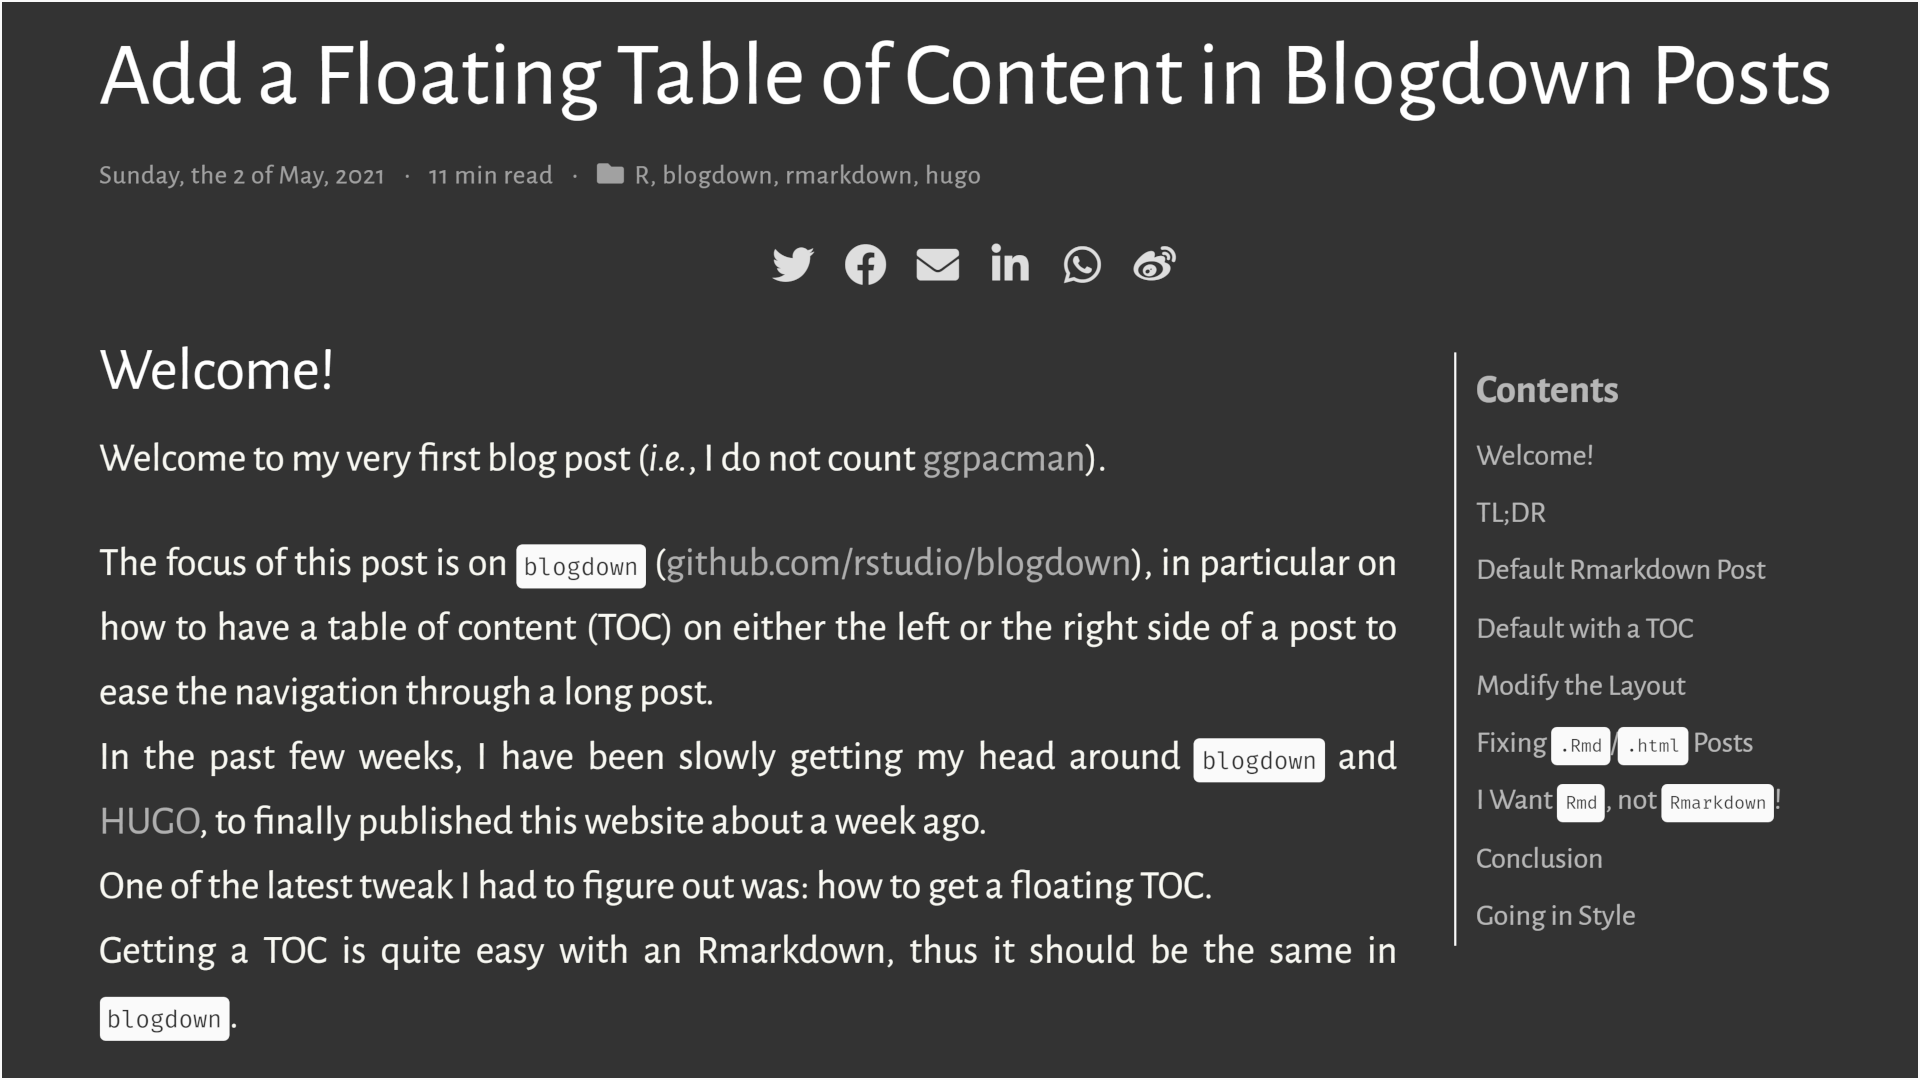 Add a Floating Table of Content in Blogdown Posts
Sunday, the 2 of May, 2021 · 11 min read · R, blogdown, rmarkdown, hugo
Welcome!
Welcome to my very first blog post (i.e., I do not count ggpacman).
The focus of this post is on blogdown (github.com/rstudio/blogdown), in particular on
how to have a table of content (TOC) on either the left or the right side of a post to
ease the navigation through a long post.
In the past few weeks, I have been slowly getting my head around blogdown and
HUGO, to finally published this website about a week ago.
One of the latest tweak I had to figure out was: how to get a floating TOC.
Getting a TOC is quite easy with an Rmarkdown, thus it should be the same in
blogdown.
Contents
Welcome!
TL;DR
Default Rmarkdown Post
Default with a TOC
Modify the Layout
Fixing .Rmd/.html Posts
I Want Rmd, not Rmarkdown!
Conclusion
Going in Style